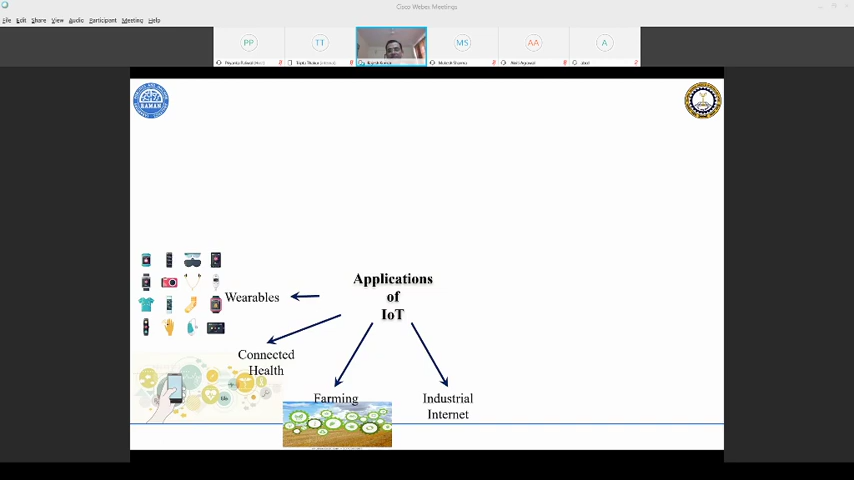 Cisco Webex Meetings
File Edit Share View Audio Participant Meeting Help
PP
TT
MS
AA
A
RAMAN
Applications
of
IoT
Wearables
Connected
Health
Farming
Industrial
Internet